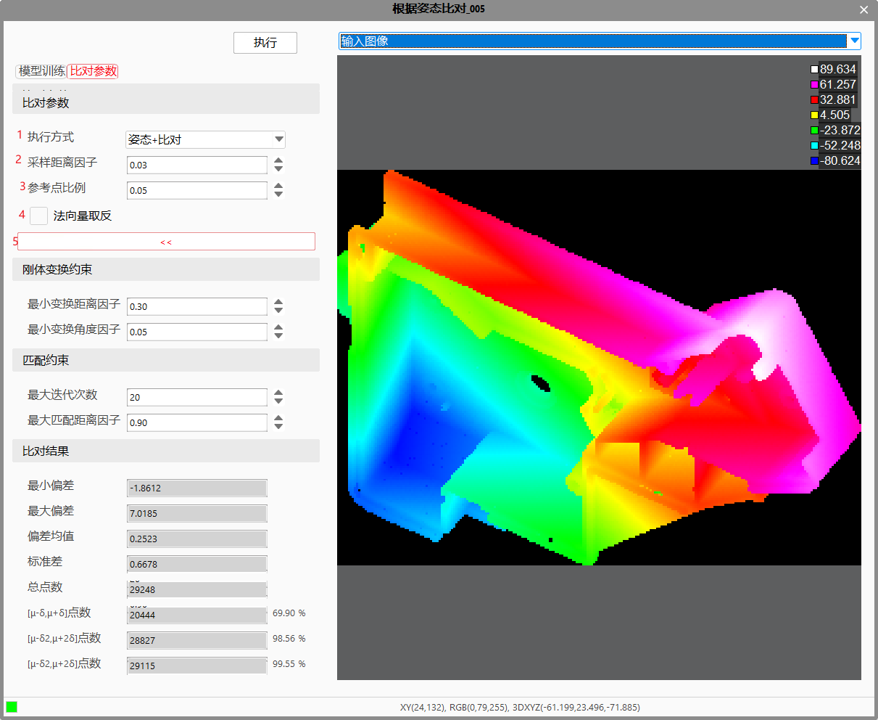 根据姿态比对_005
执行
输入图像
模型训练 比对参数
比对参数
1 执行方式 姿态+比对
2 采样距离因子 0.03
3 参考点比例 0.05
4 法向量取反
5 <<
刚体变换约束
最小变换距离因子 0.30
最小变换角度因子 0.05
匹配约束
最大迭代次数 20
最大匹配距离因子 0.90
比对结果
最小偏差 -1.8612
最大偏差 7.0185
偏差均值 0.2523
标准差 0.6678
总点数 29248
[μ-δ,μ+δ]点数 20444 69.90 %
[μ-δ2,μ+2δ]点数 28827 98.56 %
[μ-δ2,μ+2δ]点数 29115 99.55 %
89.634
61.257
32.881
4.505
-23.872
-52.248
-80.624
XY(24,132), RGB(0,79,255), 3DXYZ(-61.199,23.496,-71.885)